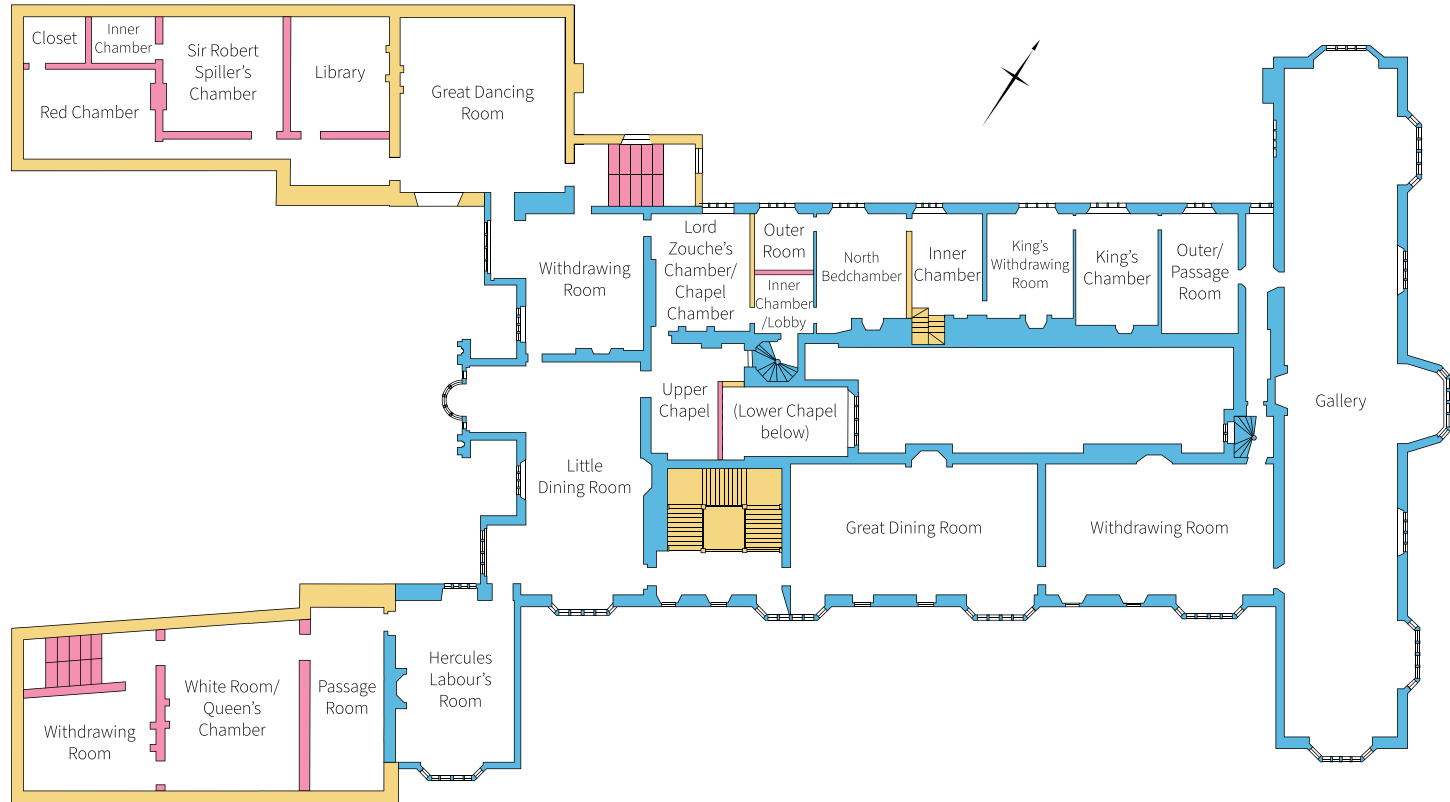 Closet
Inner
Chamber
Sir Robert
Spiller’s
Chamber
Library
Red Chamber
Great Dancing
Room
Withdrawing
Room
Lord
Zouche’s
Chamber/
Chapel
Chamber
Outer
Room
Inner
Chamber
/Lobby
North
Bedchamber
Inner
Chamber
King’s
Withdrawing
Room
King’s
Chamber
Outer/
Passage
Room
Upper
Chapel
(Lower Chapel
below)
Gallery
Little
Dining Room
Great Dining Room
Withdrawing Room
Hercules
Labour’s
Room
Passage
Room
White Room/
Queen’s
Chamber
Withdrawing
Room